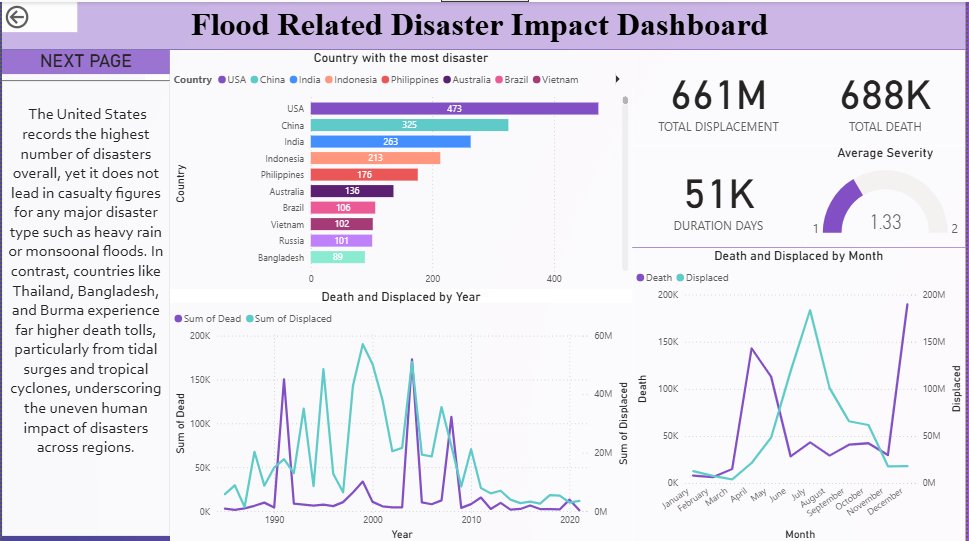 Flood Related Disaster Impact Dashboard
NEXT PAGE
The United States
records the highest
number of disasters
overall, yet it does not
lead in casualty figures
for any major disaster
type such as heavy rain
or monsoonal floods. In
contrast, countries like
Thailand, Bangladesh,
and Burma experience
far higher death tolls,
particularly from tidal
surges and tropical
cyclones, underscoring
the uneven human
impact of disasters
across regions.
Country with the most disaster
Country USA China India Indonesia Philippines Australia Brazil Vietnam
Country
USA 473
China 325
India 263
Indonesia 213
Philippines 176
Australia 136
Brazil 106
Vietnam 102
Russia 101
Bangladesh 89
0 200 400
661M
TOTAL DISPLACEMENT
688K
TOTAL DEATH
51K
DURATION DAYS
Average Severity
1.33
1 2
Death and Displaced by Year
Sum of Dead Sum of Displaced
Sum of Dead
200K
150K
100K
50K
0K
60M
40M
20M
0M
Sum of Displaced
1990 2000 2010 2020
Year
Death and Displaced by Month
Death Displaced
Death
200K
150K
100K
50K
0K
200M
150M
100M
50M
0M
Displaced
January
February
March
April
May
June
July
August
September
October
November
December
Month